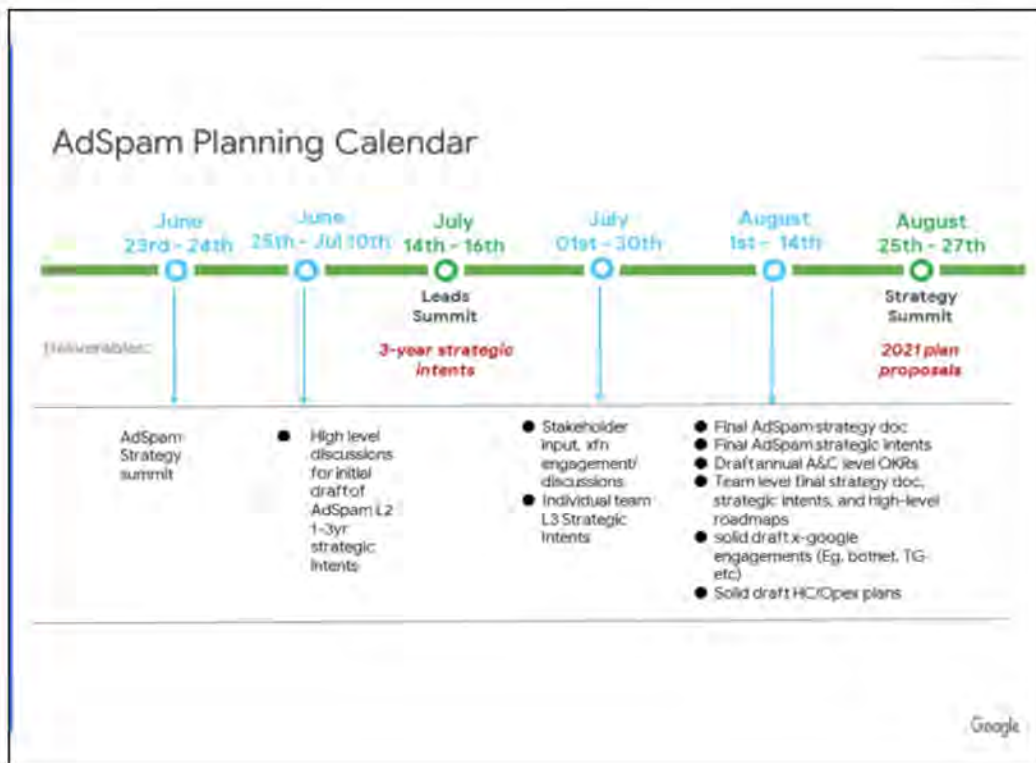 AdSpam Planning Calendar
June
23rd - 24th
June
25th - Jul 10th
July
14th - 16th
July
01st - 30th
August
1st - 14th
August
25th - 27th
Leads
Summit
Strategy
Summit
Deliverables:
3-year strategic
intents
2021 plan
proposals
AdSpam
Strategy
summit
● High level
discussions
for initial
draft of
AdSpam L2
1-3yr
strategic
Intents
● Stakeholder
input, xfn
engagement/
discussions
● Individual team
L3 Strategic
Intents
● Final AdSpam strategy doc
● Final AdSpam strategic intents
● Draft annual A&C level OKRs
● Team level final strategy doc,
strategic intents, and high-level
roadmaps
● solid draft x-google
engagements (Eg. botnet, TG
etc)
● Solid draft HC/Opex plans
Google